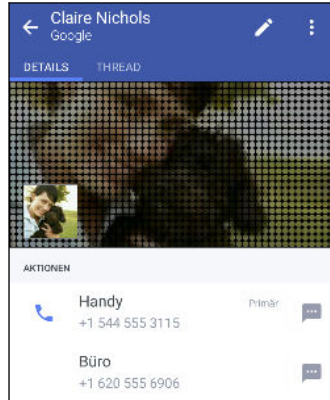 Claire Nichols
Google
DETAILS THREAD
AKTIONEN
Handy Primär
+1 544 555 3115
Büro
+1 620 555 6906